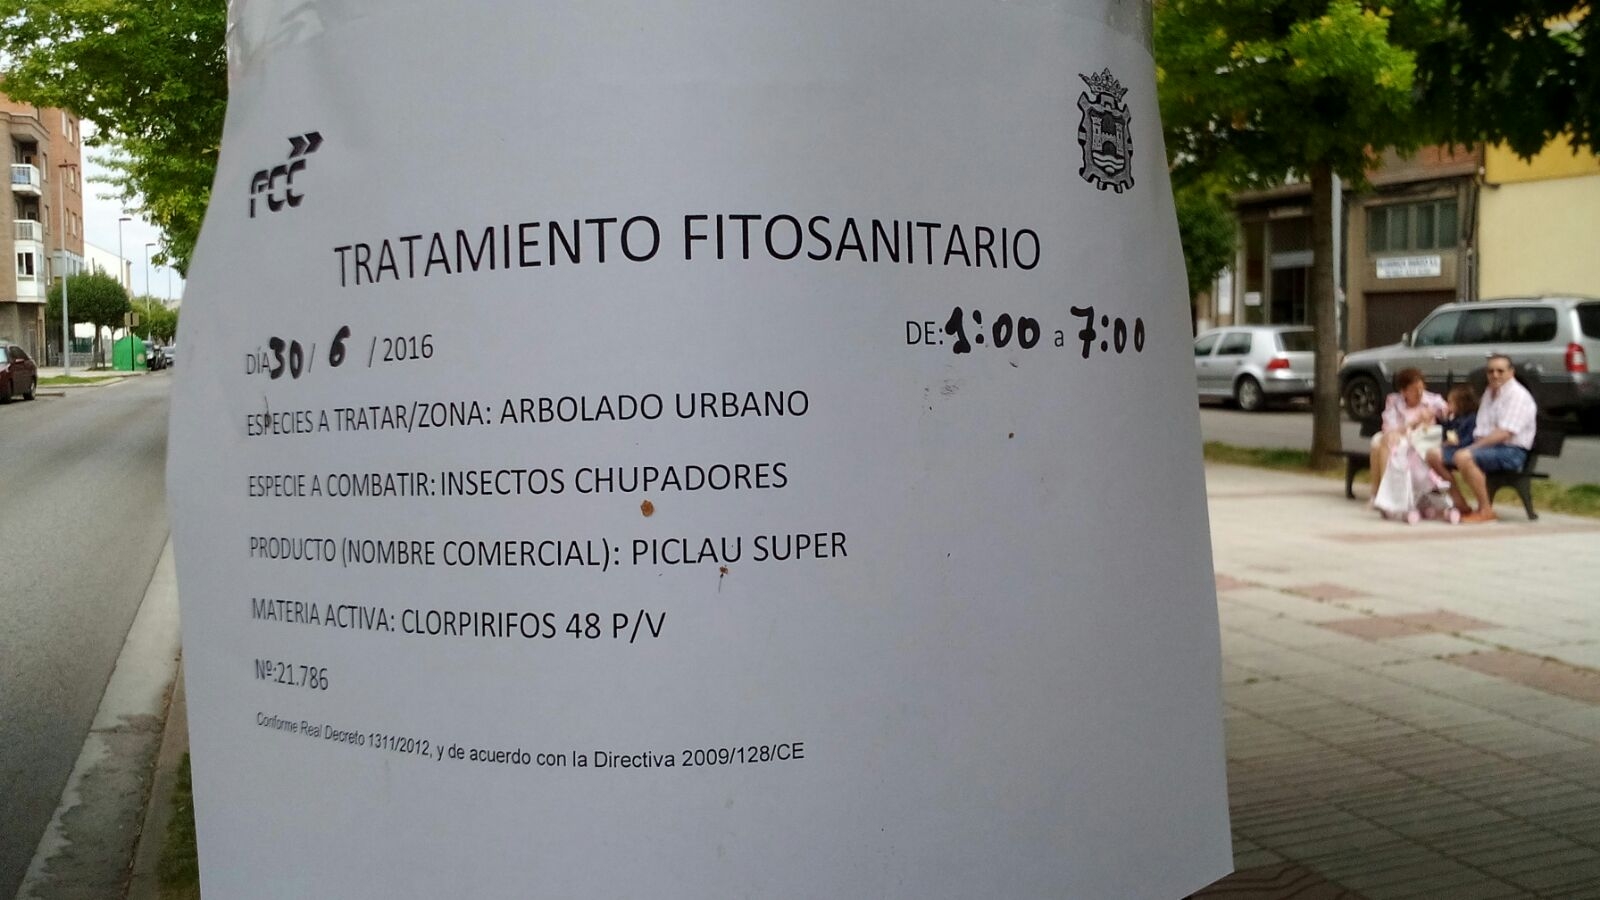 FCC
TRATAMIENTO FITOSANITARIO
DÍA 30/ 6 / 2016
DE: 1:00 a 7:00
ESPECIES A TRATAR/ZONA: ARBOLADO URBANO
ESPECIE A COMBATIR: INSECTOS CHUPADORES
PRODUCTO (NOMBRE COMERCIAL): PICLAU SUPER
MATERIA ACTIVA: CLORPIRIFOS 48 P/V
Nº:21.786
Conforme Real Decreto 1311/2012, y de acuerdo con la Directiva 2009/128/CE